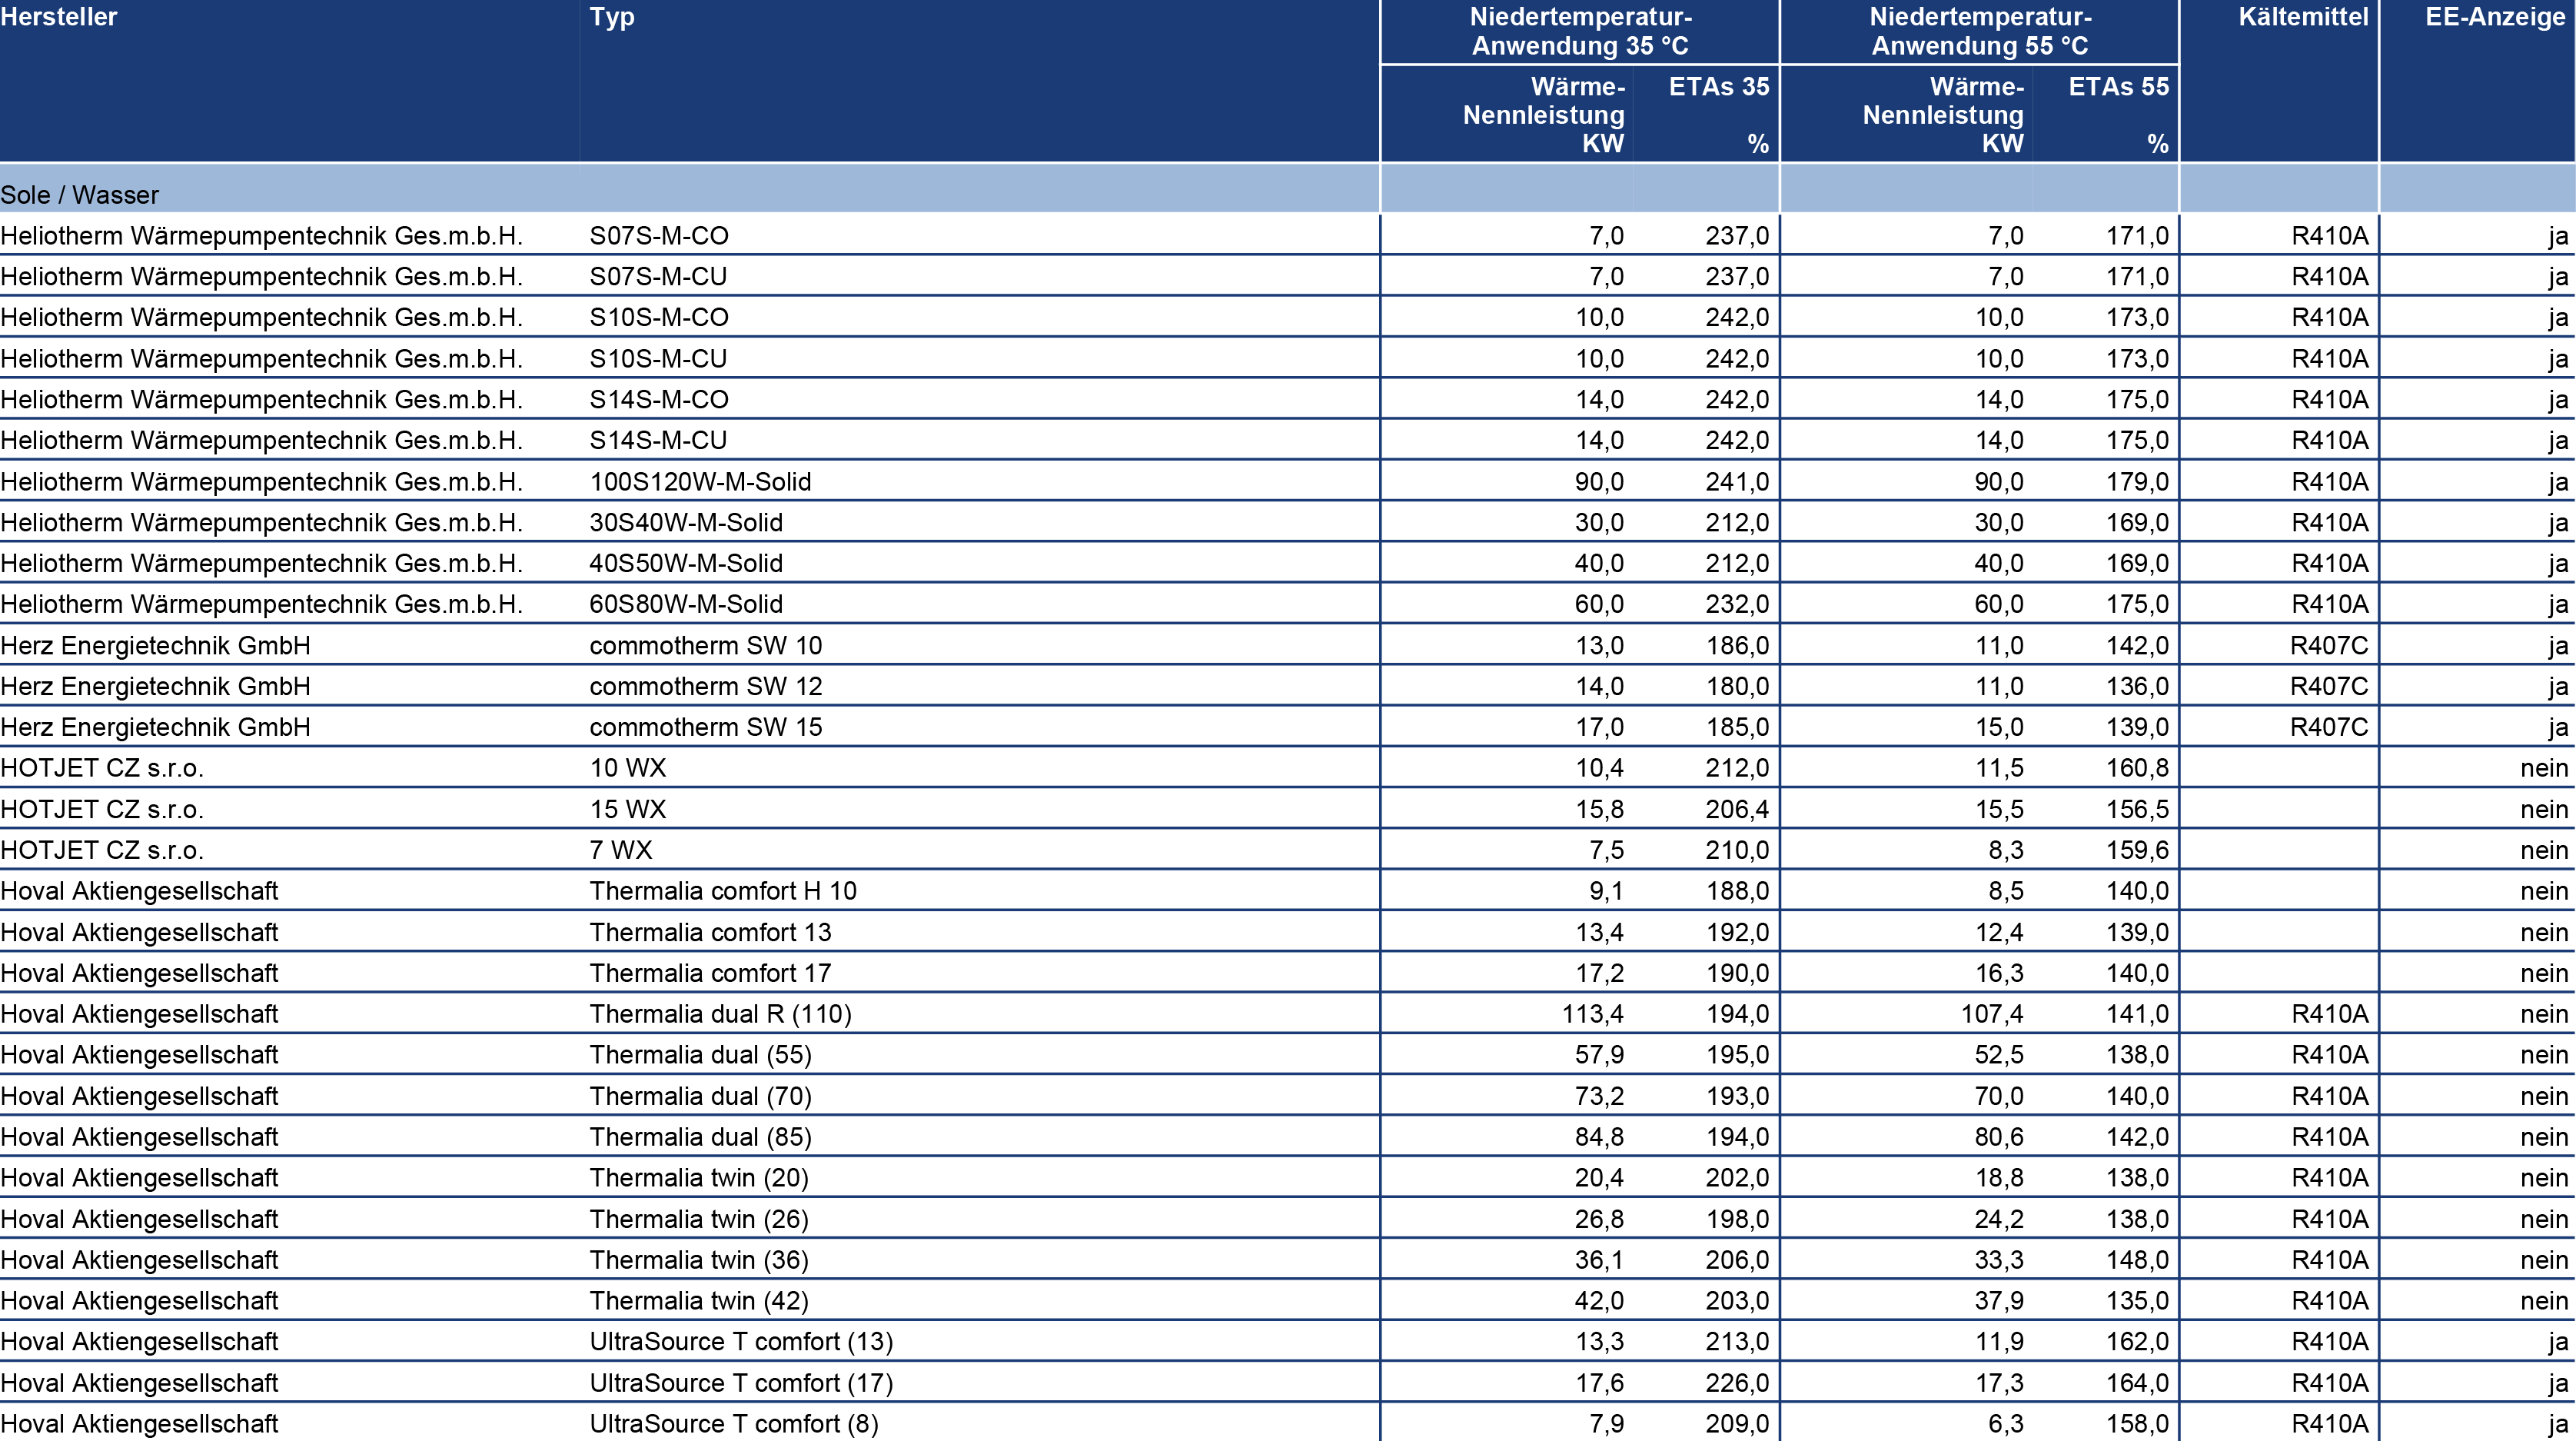 Hersteller Typ Niedertemperatur- Niedertemperatur- Kältemittel EE-Anzeige
Anwendung 35 °C Anwendung 55 °C
Wärme- ETAs 35 Wärme- ETAs 55
Nennleistung Nennleistung
KW % KW %
Sole / Wasser
Heliotherm Wärmepumpentechnik Ges.m.b.H. S07S-M-CO 7,0 237,0 7,0 171,0 R410A ja
Heliotherm Wärmepumpentechnik Ges.m.b.H. S07S-M-CU 7,0 237,0 7,0 171,0 R410A ja
Heliotherm Wärmepumpentechnik Ges.m.b.H. S10S-M-CO 10,0 242,0 10,0 173,0 R410A ja
Heliotherm Wärmepumpentechnik Ges.m.b.H. S10S-M-CU 10,0 242,0 10,0 173,0 R410A ja
Heliotherm Wärmepumpentechnik Ges.m.b.H. S14S-M-CO 14,0 242,0 14,0 175,0 R410A ja
Heliotherm Wärmepumpentechnik Ges.m.b.H. S14S-M-CU 14,0 242,0 14,0 175,0 R410A ja
Heliotherm Wärmepumpentechnik Ges.m.b.H. 100S120W-M-Solid 90,0 241,0 90,0 179,0 R410A ja
Heliotherm Wärmepumpentechnik Ges.m.b.H. 30S40W-M-Solid 30,0 212,0 30,0 169,0 R410A ja
Heliotherm Wärmepumpentechnik Ges.m.b.H. 40S50W-M-Solid 40,0 212,0 40,0 169,0 R410A ja
Heliotherm Wärmepumpentechnik Ges.m.b.H. 60S80W-M-Solid 60,0 232,0 60,0 175,0 R410A ja
Herz Energietechnik GmbH commotherm SW 10 13,0 186,0 11,0 142,0 R407C ja
Herz Energietechnik GmbH commotherm SW 12 14,0 180,0 11,0 136,0 R407C ja
Herz Energietechnik GmbH commotherm SW 15 17,0 185,0 15,0 139,0 R407C ja
HOTJET CZ s.r.o. 10 WX 10,4 212,0 11,5 160,8 nein
HOTJET CZ s.r.o. 15 WX 15,8 206,4 15,5 156,5 nein
HOTJET CZ s.r.o. 7 WX 7,5 210,0 8,3 159,6 nein
Hoval Aktiengesellschaft Thermalia comfort H 10 9,1 188,0 8,5 140,0 nein
Hoval Aktiengesellschaft Thermalia comfort 13 13,4 192,0 12,4 139,0 nein
Hoval Aktiengesellschaft Thermalia comfort 17 17,2 190,0 16,3 140,0 nein
Hoval Aktiengesellschaft Thermalia dual R (110) 113,4 194,0 107,4 141,0 R410A nein
Hoval Aktiengesellschaft Thermalia dual (55) 57,9 195,0 52,5 138,0 R410A nein
Hoval Aktiengesellschaft Thermalia dual (70) 73,2 193,0 70,0 140,0 R410A nein
Hoval Aktiengesellschaft Thermalia dual (85) 84,8 194,0 80,6 142,0 R410A nein
Hoval Aktiengesellschaft Thermalia twin (20) 20,4 202,0 18,8 138,0 R410A nein
Hoval Aktiengesellschaft Thermalia twin (26) 26,8 198,0 24,2 138,0 R410A nein
Hoval Aktiengesellschaft Thermalia twin (36) 36,1 206,0 33,3 148,0 R410A nein
Hoval Aktiengesellschaft Thermalia twin (42) 42,0 203,0 37,9 135,0 R410A nein
Hoval Aktiengesellschaft UltraSource T comfort (13) 13,3 213,0 11,9 162,0 R410A ja
Hoval Aktiengesellschaft UltraSource T comfort (17) 17,6 226,0 17,3 164,0 R410A ja
Hoval Aktiengesellschaft UltraSource T comfort (8) 7,9 209,0 6,3 158,0 R410A ja